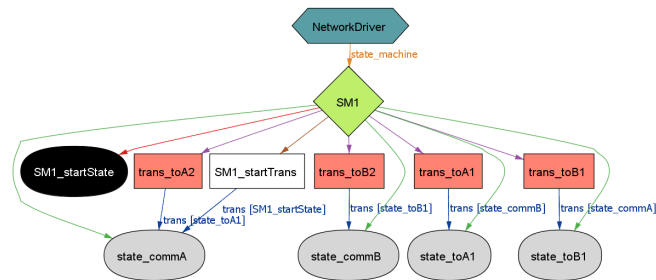 NetworkDriver
state_machine
SM1
SM1_startState
trans_toA2
SM1_startTrans
trans_toB2
trans_toA1
trans_toB1
trans [state_toA1]
trans [SM1_startState]
trans [state_toB1]
trans [state_commB]
trans [state_commA]
state_commA
state_commB
state_toA1
state_toB1